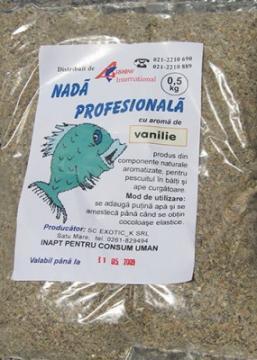 Distribuit de
Arrow
International
021-2210 690
021-2210 889
0,5
kg
NADĂ
PROFESIONALĂ
cu aromă de
vanilie
produs din
componente naturale
aromatizate, pentru
pescuitul în bălți și
ape curgătoare.
Mod de utilizare:
se adaugă puțină apă și se
amestecă până când se obțin
cocoloașe elastice.
Producător: SC EXOTIC_K SRL
Satu Mare, tel. 0261-829494
INAPT PENTRU CONSUM UMAN
Valabil până la